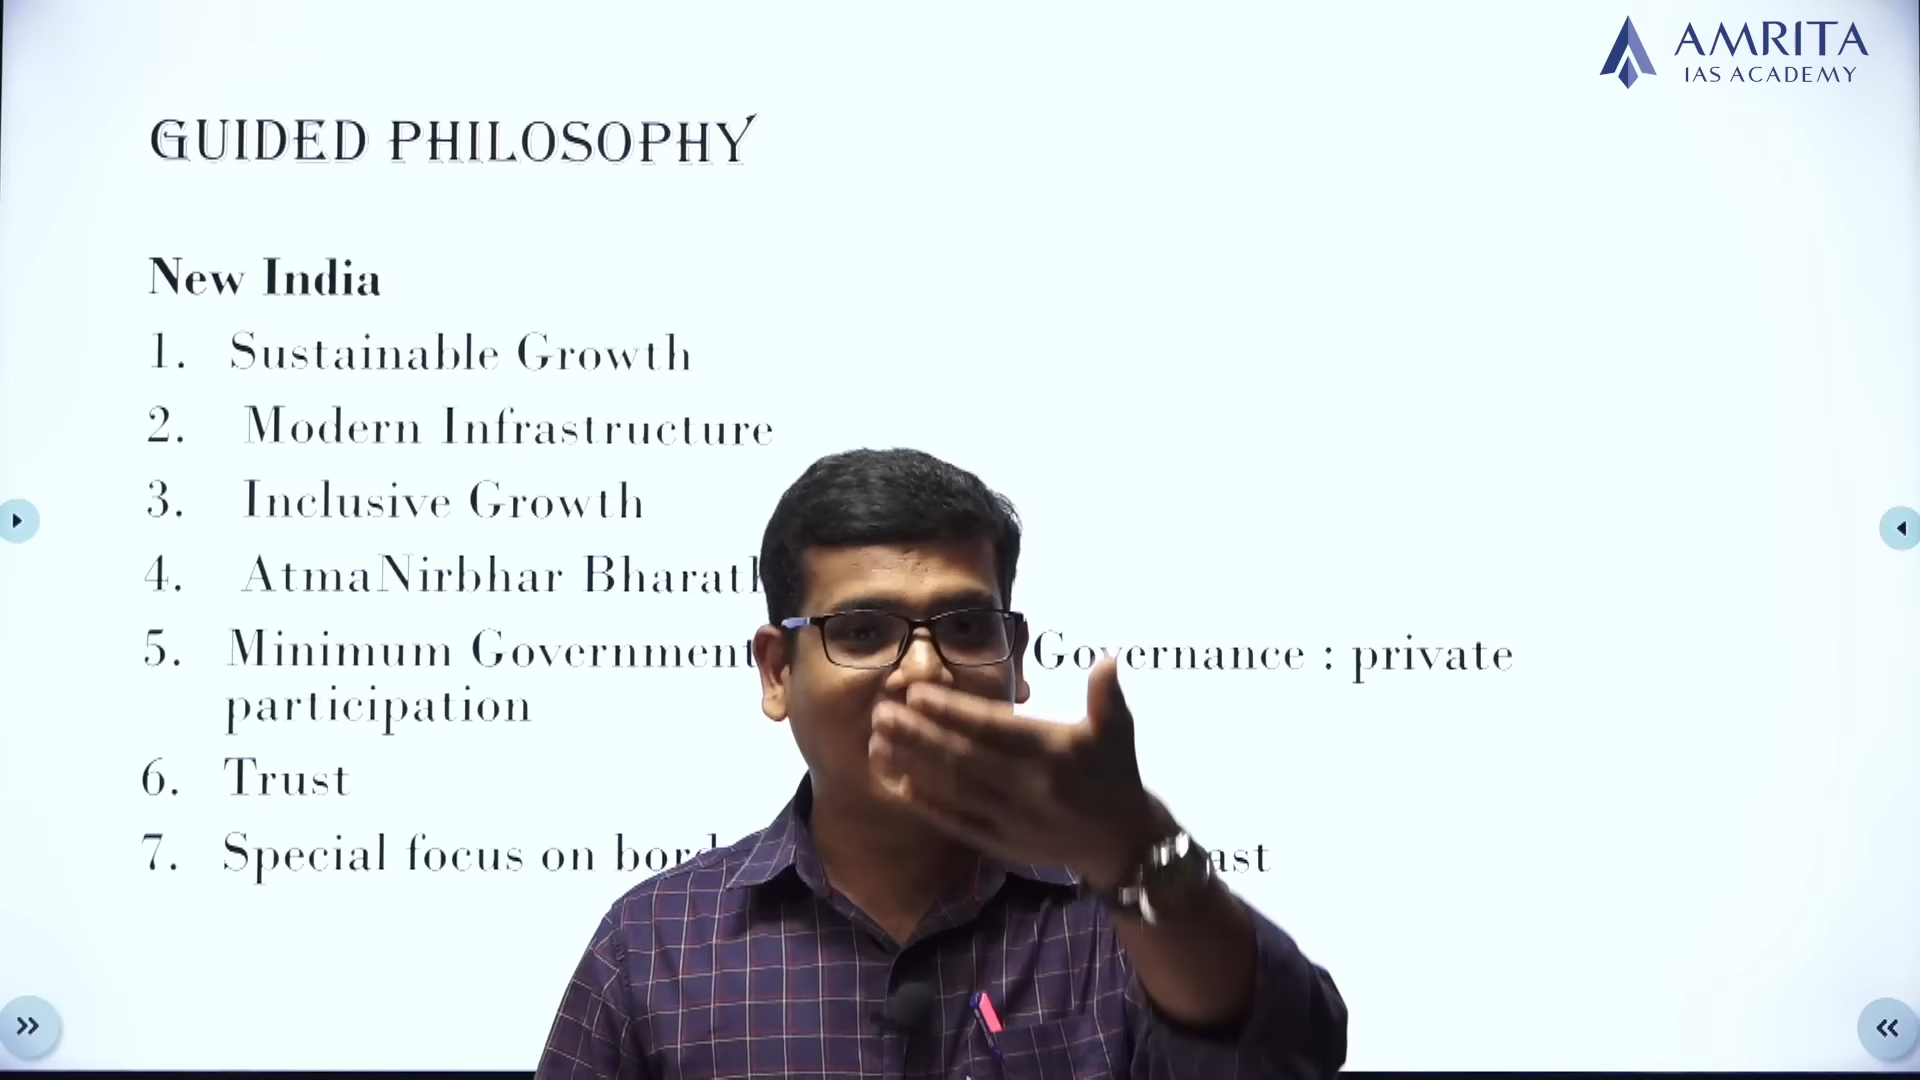 AMRITA
IAS ACADEMY
GUIDED PHILOSOPHY
New India
1. Sustainable Growth
2. Modern Infrastructure
3. Inclusive Growth
4. AtmaNirbhar Bharath
5. Minimum Government Governance : private
participation
6. Trust
7. Special focus on